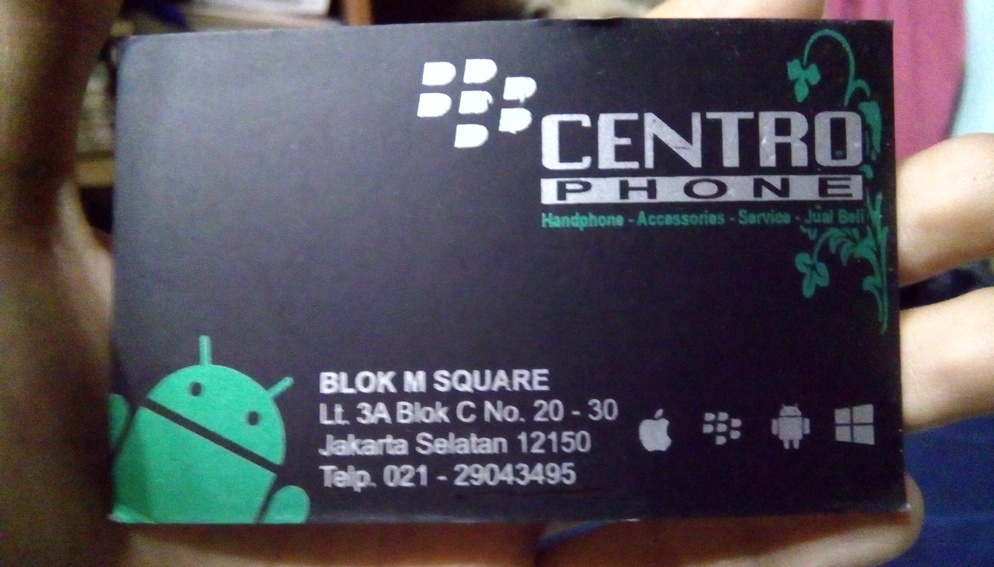 CENTRO
PHONE
Handphone - Accessories - Service - Jual Beli
BLOK M SQUARE
Lt. 3A Blok C No. 20 - 30
Jakarta Selatan 12150
Telp. 021 - 29043495